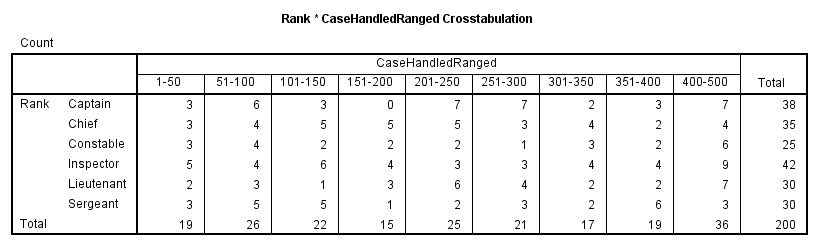 Rank * CaseHandledRanged Crosstabulation
Count
CaseHandledRanged
1-50 51-100 101-150 151-200 201-250 251-300 301-350 351-400 400-500 Total
Rank Captain 3 6 3 0 7 7 2 3 7 38
Chief 3 4 5 5 5 3 4 2 4 35
Constable 3 4 2 2 2 1 3 2 6 25
Inspector 5 4 6 4 3 3 4 4 9 42
Lieutenant 2 3 1 3 6 4 2 2 7 30
Sergeant 3 5 5 1 2 3 2 6 3 30
Total 19 26 22 15 25 21 17 19 36 200